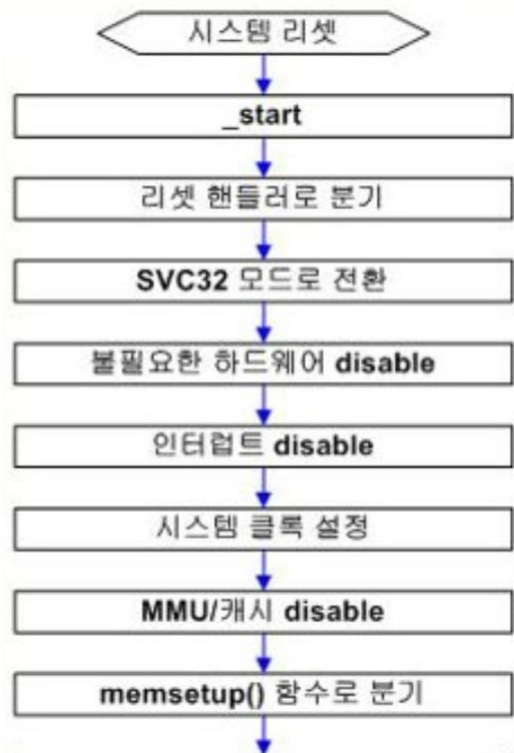 시스템 리셋
_start
리셋 핸들러로 분기
SVC32 모드로 전환
불필요한 하드웨어 disable
인터럽트 disable
시스템 클록 설정
MMU/캐시 disable
memsetup() 함수로 분기